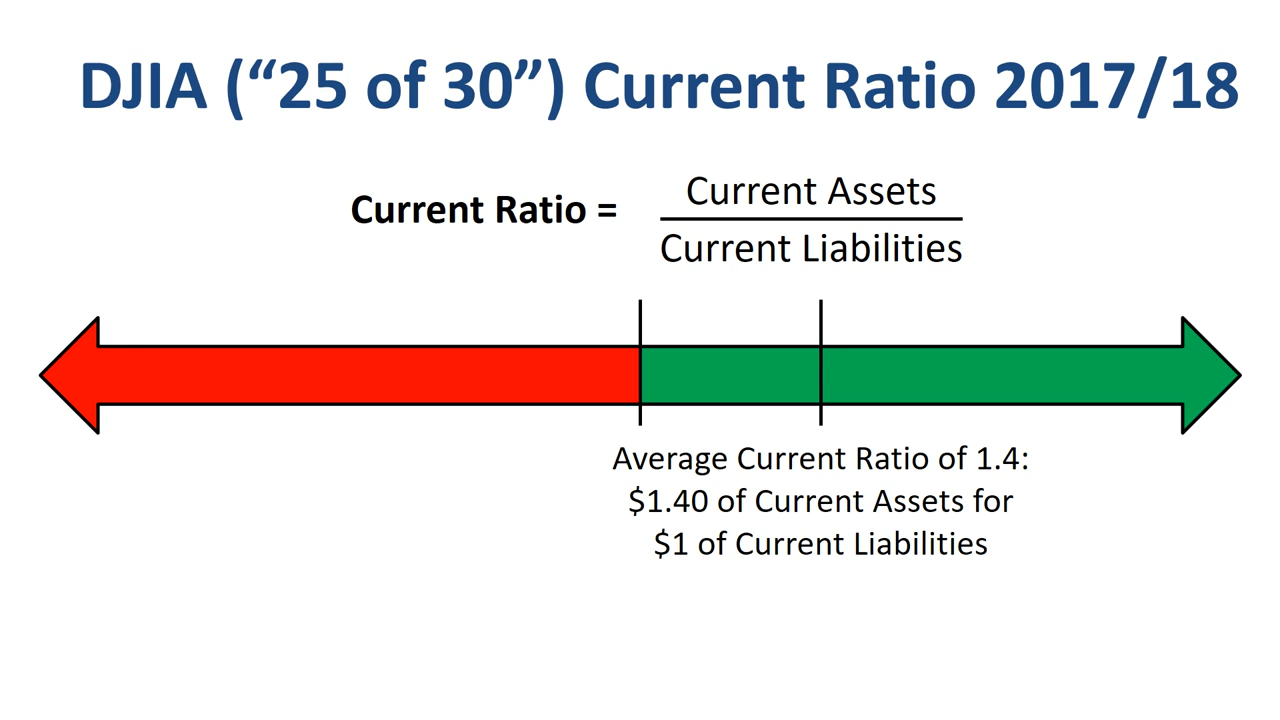 DJIA (“25 of 30”) Current Ratio 2017/18
Current Ratio =
Current Assets
Current Liabilities
Average Current Ratio of 1.4:
$1.40 of Current Assets for
$1 of Current Liabilities